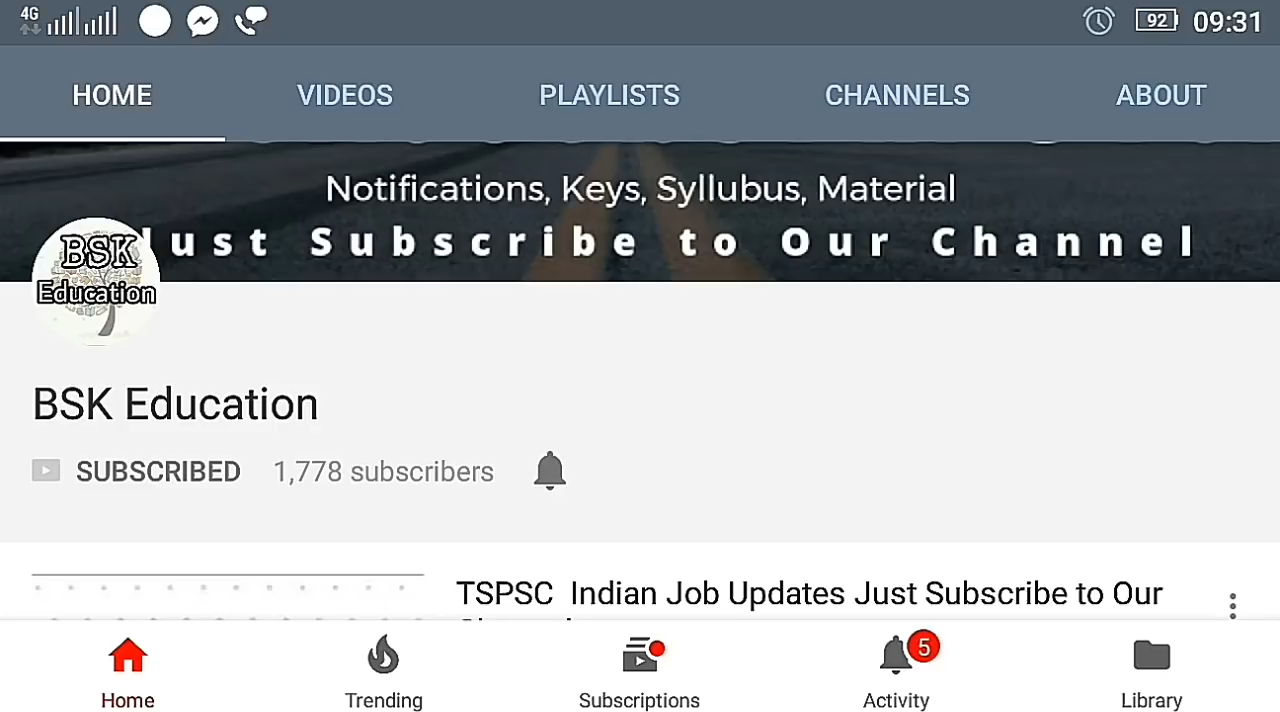 4G 92 09:31
HOME VIDEOS PLAYLISTS CHANNELS ABOUT
Notifications, Keys, Syllubus, Material
Just Subscribe to Our Channel
BSK
Education
BSK Education
SUBSCRIBED 1,778 subscribers
TSPSC Indian Job Updates Just Subscribe to Our
5
Home Trending Subscriptions Activity Library